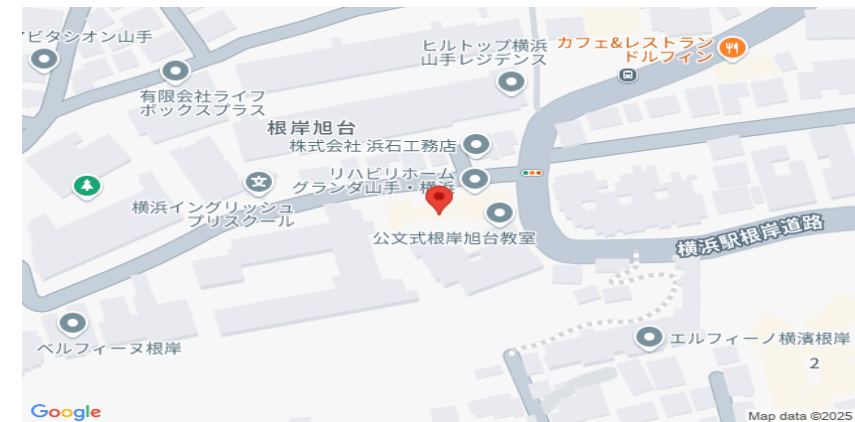 ビタシオン山手
ヒルトップ横浜
山手レジデンス
カフェ&レストラン
ドルフィン
有限会社ライフ
ボックスプラス
根岸旭台
株式会社 浜石工務店
リハビリホーム
グランダ山手・横浜
横浜イングリッシュ
プリスクール
公文式根岸旭台教室
横浜駅根岸道路
ベルフィーヌ根岸
エルフィーノ横濱根岸
2
Google
Map data ©2025